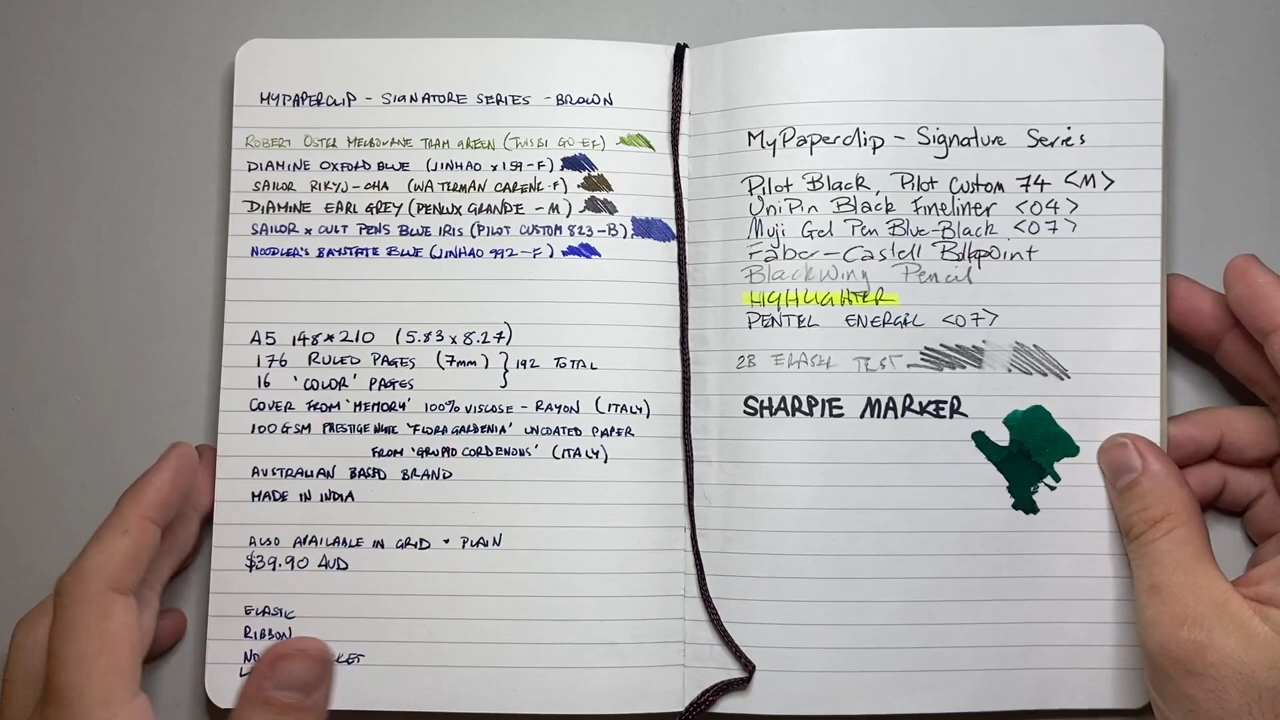 MYPAPERCLIP - SIGNATURE SERIES - BROWN
ROBERT OSTER MELBOURNE TRAM GREEN (TWISBI GO-EF)
DIAMINE OXFORD BLUE (JINHAO x159-F)
SAILOR RIKYU-CHA (WATERMAN CARENE-F)
DIAMINE EARL GREY (PENLUX GRANDE - M)
SAILOR x CULT PENS BLUE IRIS (PILOT CUSTOM 823-B)
NOODLER'S BAYSTATE BLUE (JINHAO 992-F)
A5 148*210 (5.83 x 8.27)
176 RULED PAGES (7mm) } 192 TOTAL
16 'COLOR' PAGES
COVER FROM 'MEMORY' 100% VISCOSE - RAYON (ITALY)
100GSM PRESTIGE NOTE 'FLORA GARDENIA' UNCOATED PAPER
FROM 'GRUPPO CORDENONS' (ITALY)
AUSTRALIAN BASED BRAND
MADE IN INDIA
ALSO AVAILABLE IN GRID + PLAIN
$39.90 AUD
ELASTIC
RIBBON
MyPaperclip - Signature Series
Pilot Black, Pilot Custom 74 <M>
UniPin Black Fineliner <04>
Muji Gel Pen Blue-Black <07>
Faber-Castell Ballpoint
Blackwing Pencil
HIGHLIGHTER
PENTEL ENERGEL <07>
2B ERASER TEST
SHARPIE MARKER